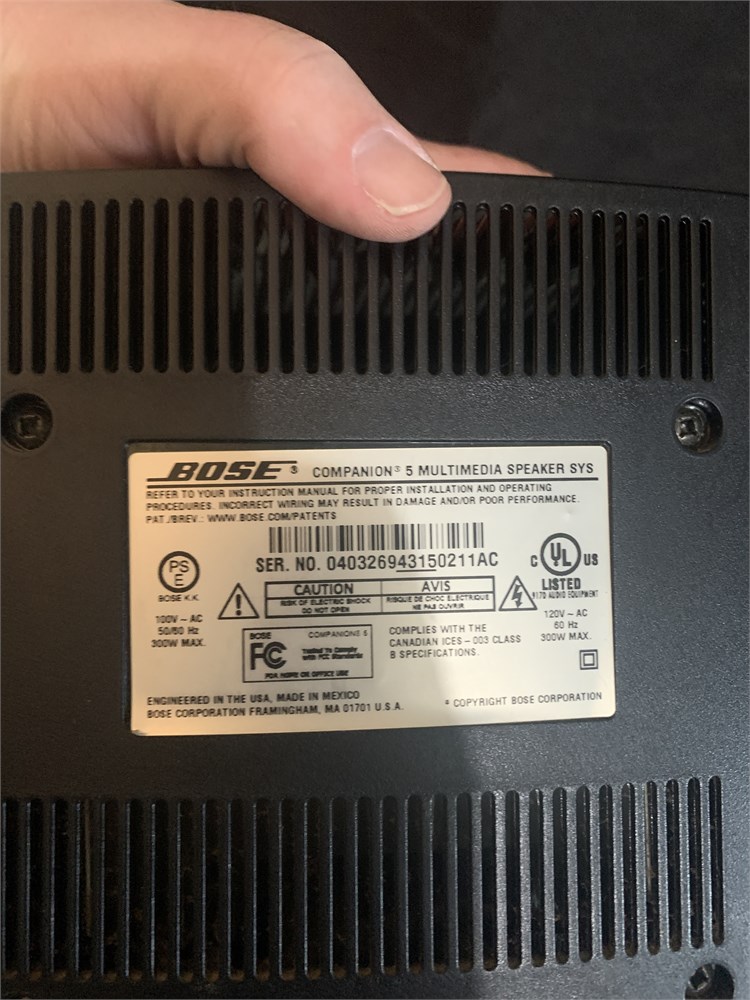 BOSE ® COMPANION® 5 MULTIMEDIA SPEAKER SYS
REFER TO YOUR INSTRUCTION MANUAL FOR PROPER INSTALLATION AND OPERATING
PROCEDURES. INCORRECT WIRING MAY RESULT IN DAMAGE AND/OR POOR PERFORMANCE.
PAT./BREV.: WWW.BOSE.COM/PATENTS
SER. NO. 040326943150211AC
PS
E
BOSE K.K.
100V ~ AC
50/60 Hz
300W MAX.
CAUTION
RISK OF ELECTRIC SHOCK
DO NOT OPEN
AVIS
RISQUE DE CHOC ELECTRIQUE
NE PAS OUVRIR
C UL US
LISTED
9170 AUDIO EQUIPMENT
120V ~ AC
60 Hz
300W MAX.
BOSE COMPANION® 5
FC Tested To Comply
With FCC Standards
FOR HOME OR OFFICE USE
COMPLIES WITH THE
CANADIAN ICES - 003 CLASS
B SPECIFICATIONS.
ENGINEERED IN THE USA, MADE IN MEXICO
BOSE CORPORATION FRAMINGHAM, MA 01701 U.S.A.
© COPYRIGHT BOSE CORPORATION